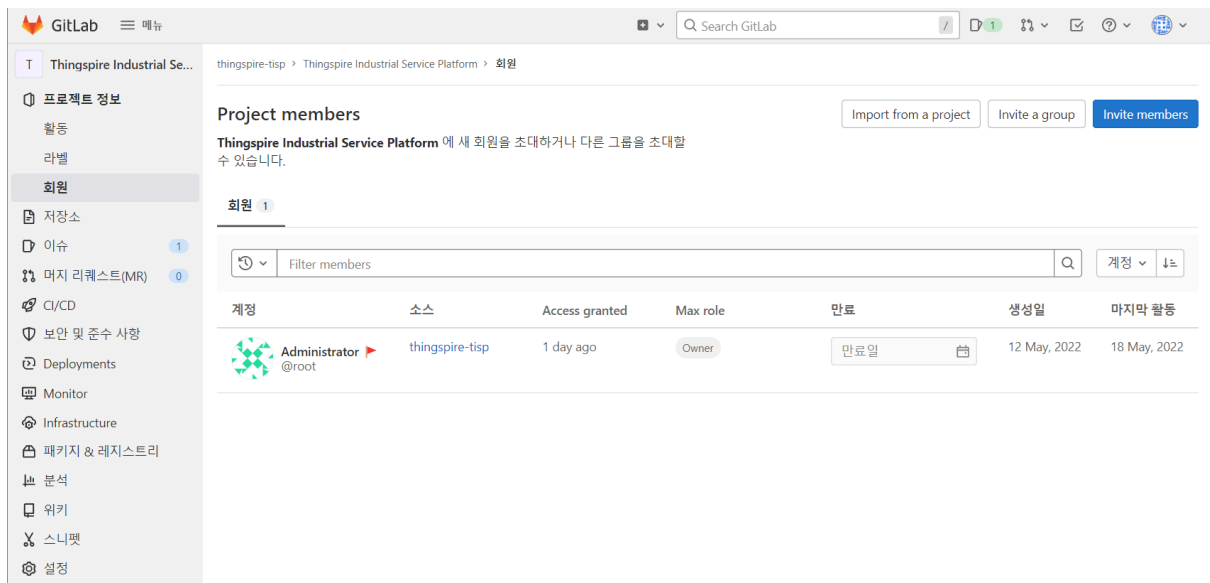 GitLab 메뉴 Search GitLab / 1
T Thingspire Industrial Se...
프로젝트 정보
활동
라벨
회원
저장소
이슈 1
머지 리퀘스트(MR) 0
CI/CD
보안 및 준수 사항
Deployments
Monitor
Infrastructure
패키지 & 레지스트리
분석
위키
스니펫
설정
thingspire-tisp > Thingspire Industrial Service Platform > 회원
Project members
Import from a project Invite a group Invite members
Thingspire Industrial Service Platform 에 새 회원을 초대하거나 다른 그룹을 초대할
수 있습니다.
회원 1
Filter members 계정
계정 소스 Access granted Max role 만료 생성일 마지막 활동
Administrator thingspire-tisp 1 day ago Owner 만료일 12 May, 2022 18 May, 2022
@root